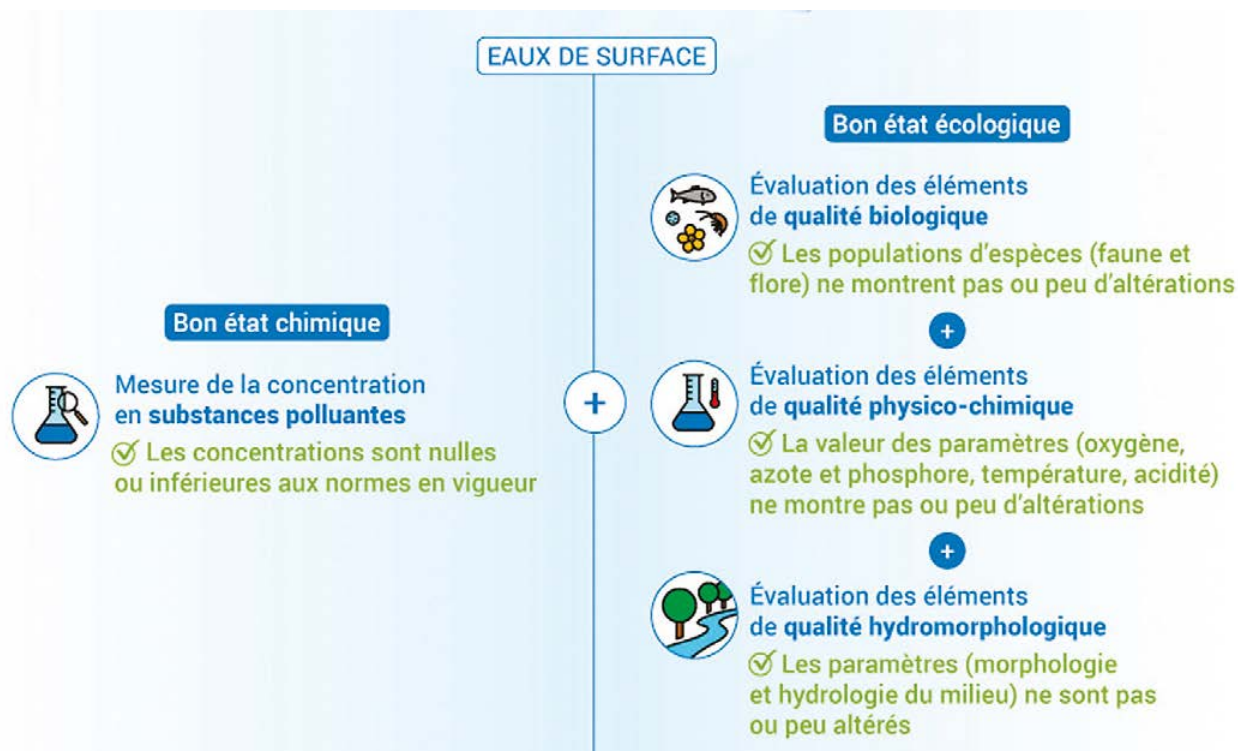 EAUX DE SURFACE
Bon état chimique
Mesure de la concentration
en substances polluantes
Les concentrations sont nulles
ou inférieures aux normes en vigueur
+
Bon état écologique
Évaluation des éléments
de qualité biologique
Les populations d'espèces (faune et
flore) ne montrent pas ou peu d'altérations
+
Évaluation des éléments
de qualité physico-chimique
La valeur des paramètres (oxygène,
azote et phosphore, température, acidité)
ne montre pas ou peu d'altérations
+
Évaluation des éléments
de qualité hydromorphologique
Les paramètres (morphologie
et hydrologie du milieu) ne sont pas
ou peu altérés